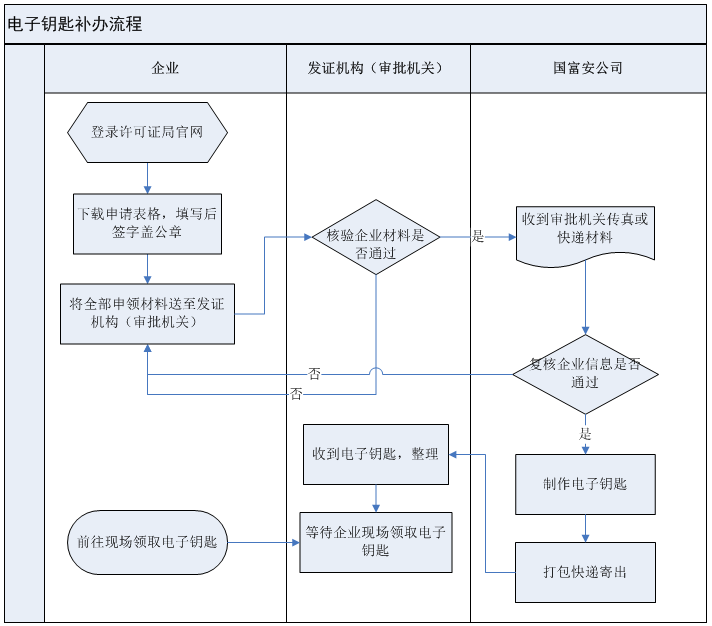 电子钥匙补办流程
企业
发证机构（审批机关）
国富安公司
登录许可证局官网
下载申请表格，填写后
签字盖公章
将全部申领材料送至发证
机构（审批机关）
核验企业材料是
否通过
是
收到审批机关传真或
快递材料
复核企业信息是否
通过
否
否
是
收到电子钥匙，整理
制作电子钥匙
前往现场领取电子钥匙
等待企业现场领取电子
钥匙
打包快递寄出